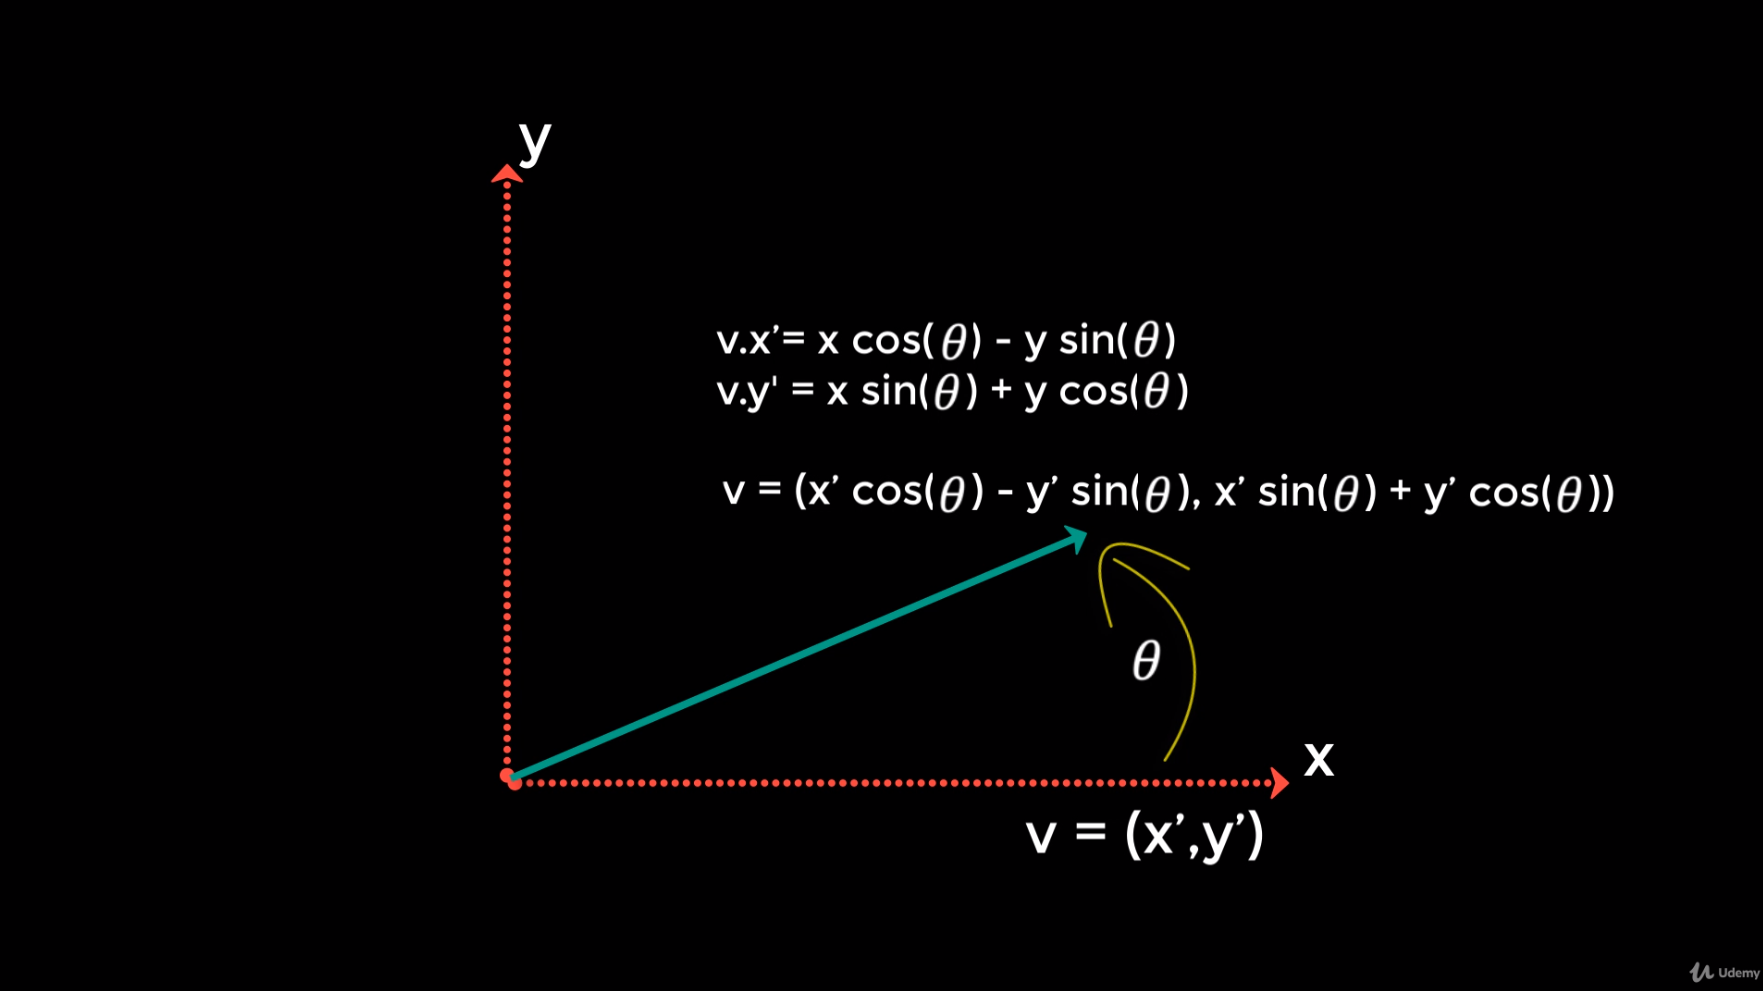 y
v.x’= x cos(θ) - y sin(θ)
v.y' = x sin(θ) + y cos(θ)
v = (x’ cos(θ) - y’ sin(θ), x’ sin(θ) + y’ cos(θ))
θ
x
v = (x’,y’)
Udemy